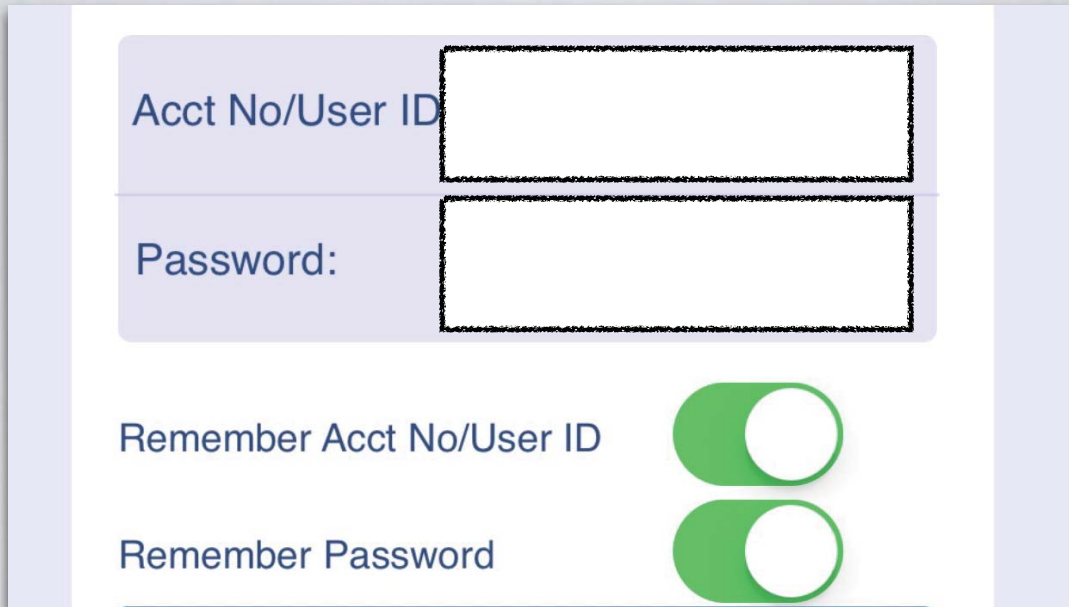 Acct No/User ID
Password:
Remember Acct No/User ID
Remember Password